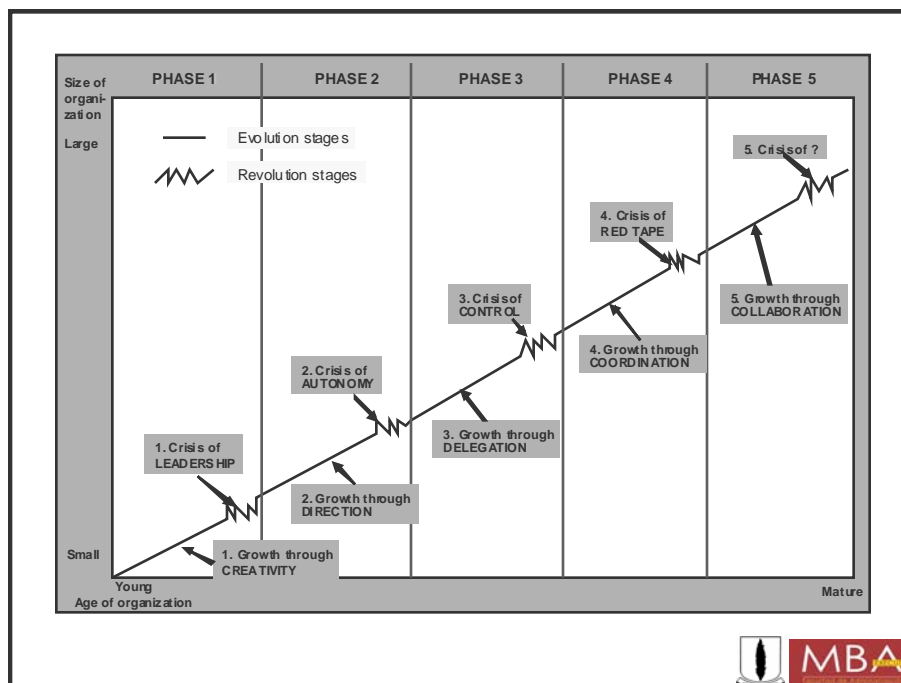 PHASE 1
PHASE 2
PHASE 3
PHASE 4
PHASE 5
Size of
organi-
zation
Large
Evolution stages
Revolution stages
5. Crisis of ?
4. Crisis of
RED TAPE
3. Crisis of
CONTROL
5. Growth through
COLLABORATION
2. Crisis of
AUTONOMY
4. Growth through
COORDINATION
1. Crisis of
LEADERSHIP
3. Growth through
DELEGATION
2. Growth through
DIRECTION
Small
1. Growth through
CREATIVITY
Young
Age of organization
Mature
MBA